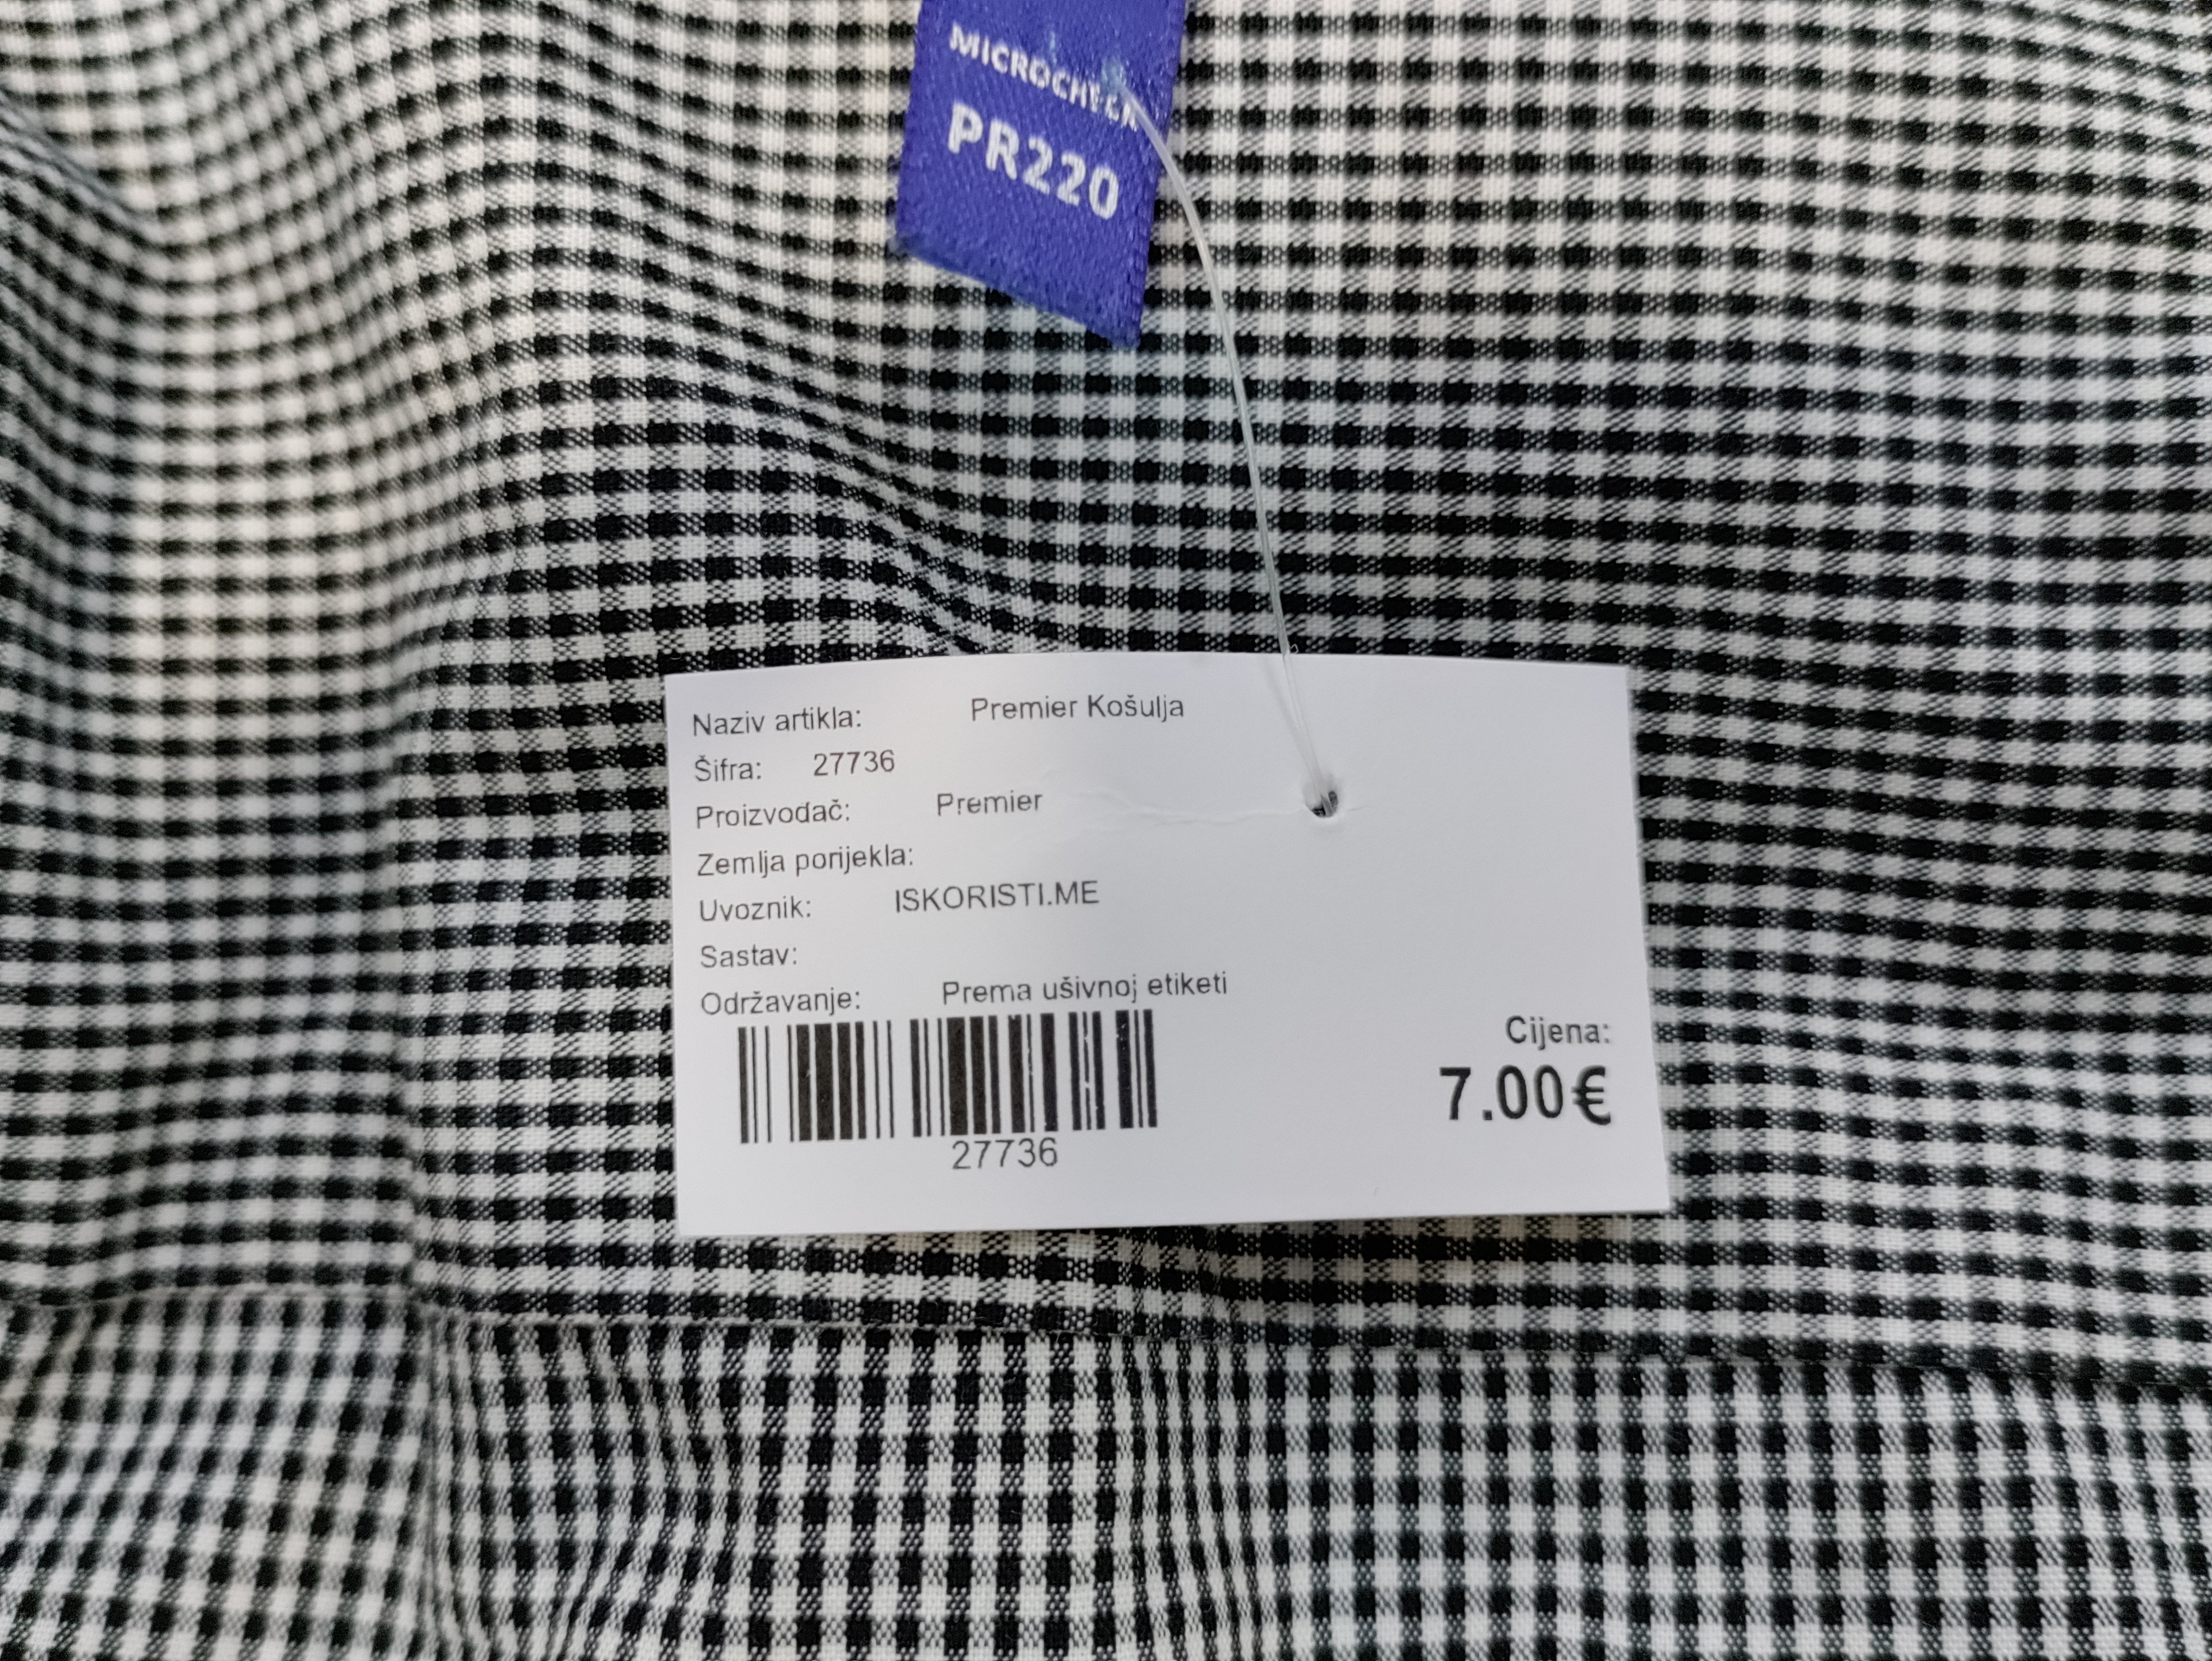 MICROCHECK
PR220
Naziv artikla: Premier Košulja
Šifra: 27736
Proizvođač: Premier
Zemlja porijekla:
Uvoznik: ISKORISTI.ME
Sastav:
Održavanje: Prema ušivnoj etiketi
27736
Cijena:
7.00€